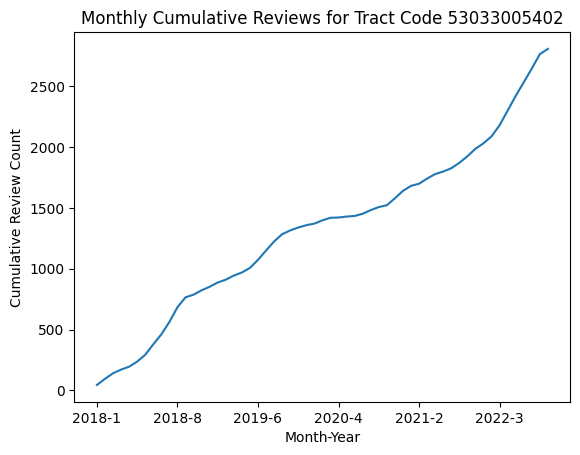 Monthly Cumulative Reviews for Tract Code 53033005402
Cumulative Review Count
2500
2000
1500
1000
500
0
2018-1 2018-8 2019-6 2020-4 2021-2 2022-3
Month-Year